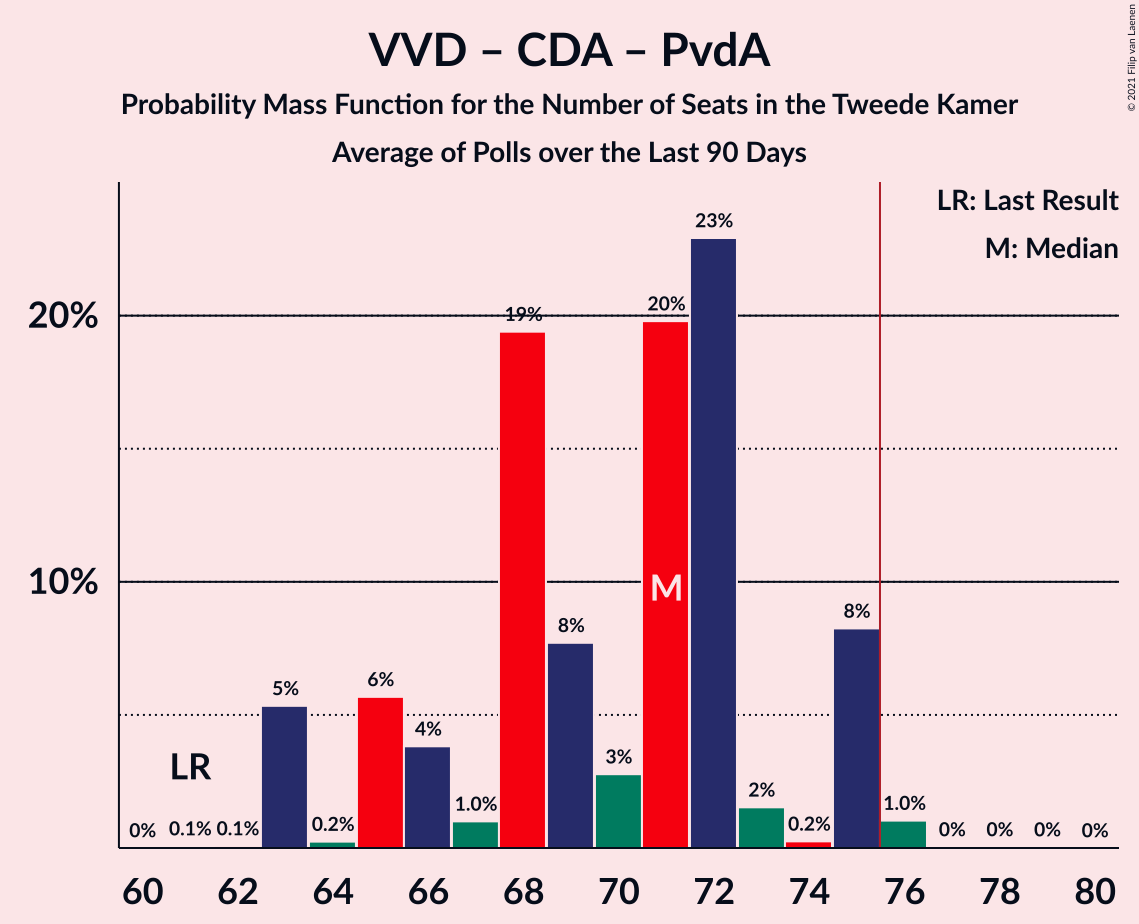 © 2021 Filip van Laenen
VVD – CDA – PvdA
Probability Mass Function for the Number of Seats in the Tweede Kamer
Average of Polls over the Last 90 Days
LR: Last Result
M: Median
20%
10%
0%
0.1%
0.1%
5%
0.2%
6%
4%
1.0%
19%
8%
3%
20%
23%
2%
0.2%
8%
1.0%
0%
0%
0%
0%
LR
M
60 62 64 66 68 70 72 74 76 78 80